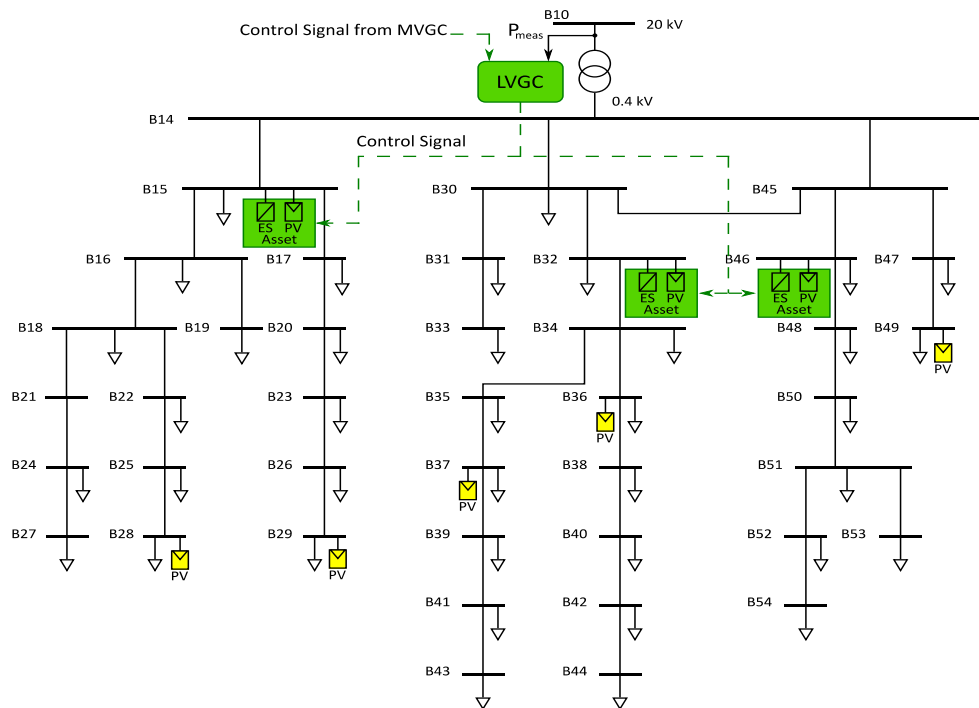 B10
20 kV
Control Signal from MVGC
Pmeas
LVGC
0.4 kV
B14
Control Signal
B15
B30
B45
ES PV
Asset
B16
B17
B31
B32
B46
B47
ES PV
Asset
ES PV
Asset
B18
B19
B20
B33
B34
B48
B49
PV
B21
B22
B23
B35
B36
B50
PV
B24
B25
B26
B37
B38
B51
PV
B27
B28
B29
B39
B40
B52
B53
PV
PV
B41
B42
B54
B43
B44